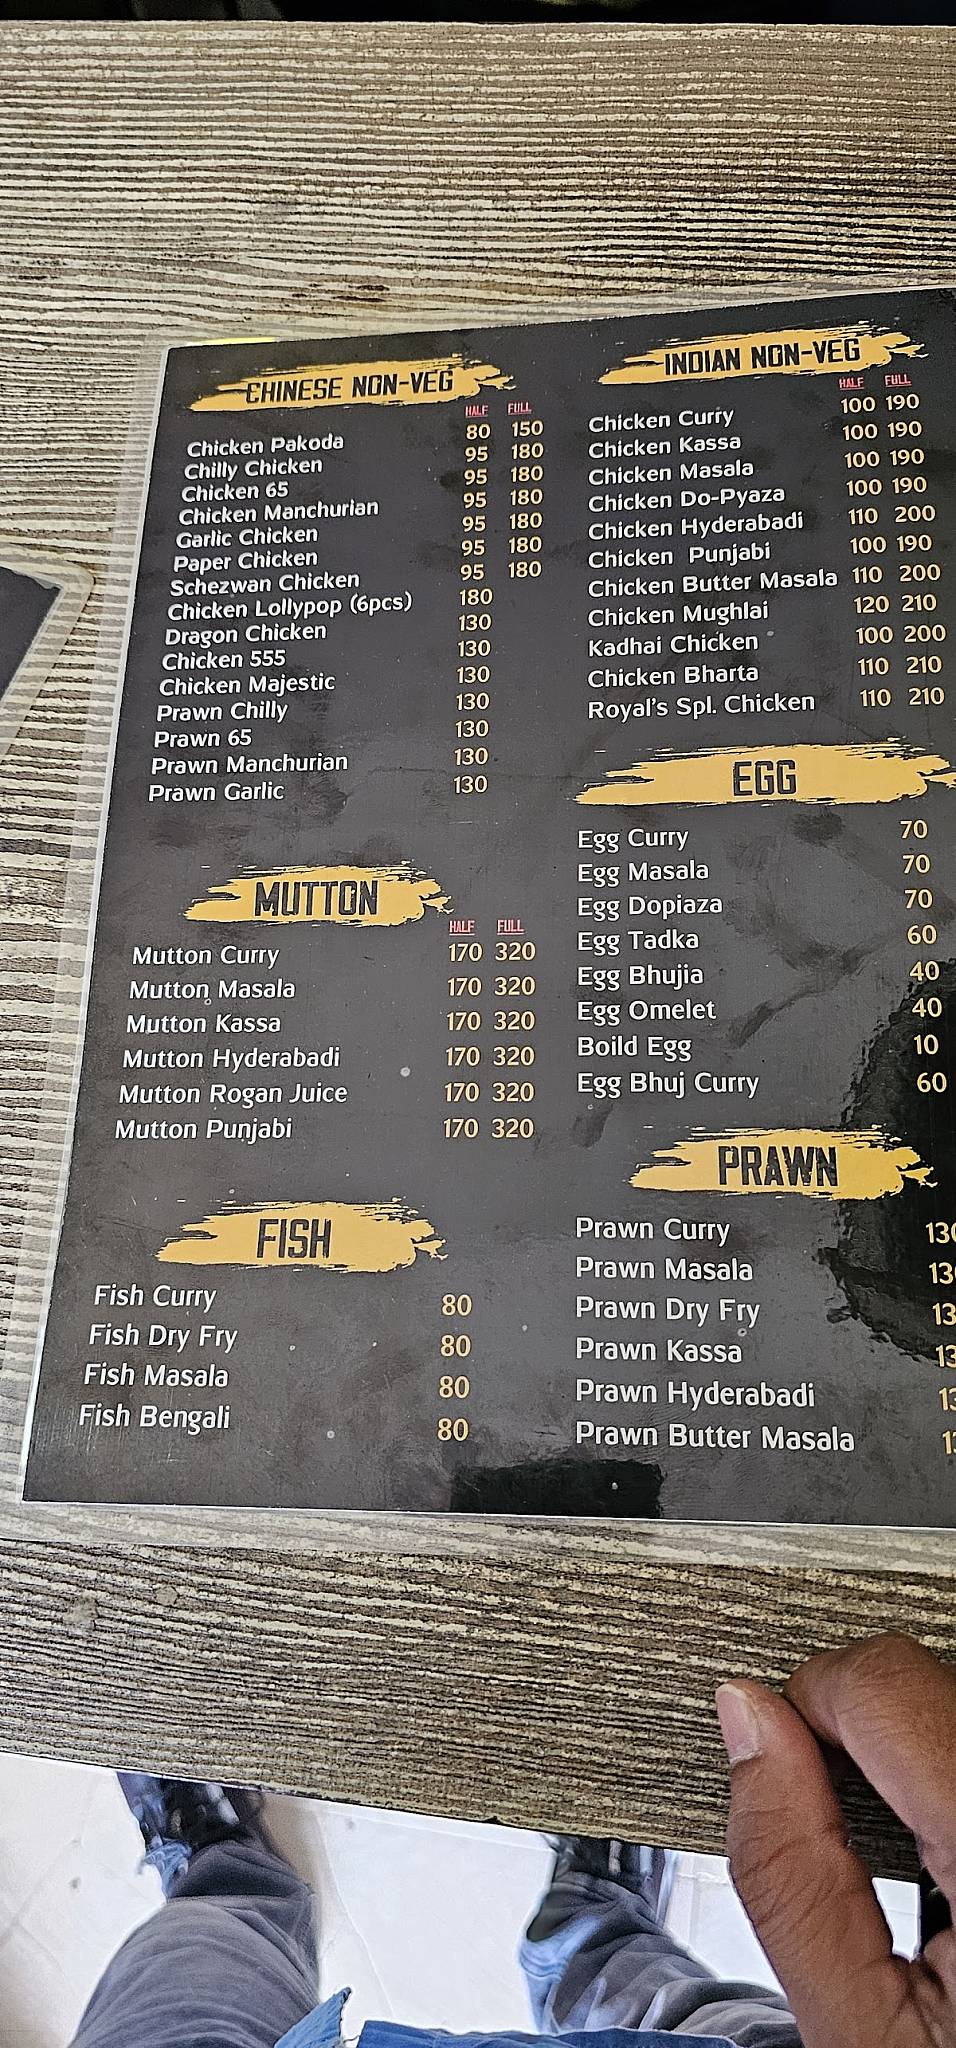 CHINESE NON-VEG
HALF FULL
Chicken Pakoda 80 150
Chilly Chicken 95 180
Chicken 65 95 180
Chicken Manchurian 95 180
Garlic Chicken 95 180
Paper Chicken 95 180
Schezwan Chicken 95 180
Chicken Lollypop (6pcs) 180
Dragon Chicken 130
Chicken 555 130
Chicken Majestic 130
Prawn Chilly 130
Prawn 65 130
Prawn Manchurian 130
Prawn Garlic 130
MUTTON
HALF FULL
Mutton Curry 170 320
Mutton Masala 170 320
Mutton Kassa 170 320
Mutton Hyderabadi 170 320
Mutton Rogan Juice 170 320
Mutton Punjabi 170 320
FISH
Fish Curry 80
Fish Dry Fry 80
Fish Masala 80
Fish Bengali 80
INDIAN NON-VEG
HALF FULL
Chicken Curry 100 190
Chicken Kassa 100 190
Chicken Masala 100 190
Chicken Do-Pyaza 100 190
Chicken Hyderabadi 110 200
Chicken Punjabi 100 190
Chicken Butter Masala 110 200
Chicken Mughlai 120 210
Kadhai Chicken 100 200
Chicken Bharta 110 210
Royal's Spl. Chicken 110 210
EGG
Egg Curry 70
Egg Masala 70
Egg Dopiaza 70
Egg Tadka 60
Egg Bhujia 40
Egg Omelet 40
Boild Egg 10
Egg Bhuj Curry 60
PRAWN
Prawn Curry 130
Prawn Masala
Prawn Dry Fry
Prawn Kassa
Prawn Hyderabadi
Prawn Butter Masala